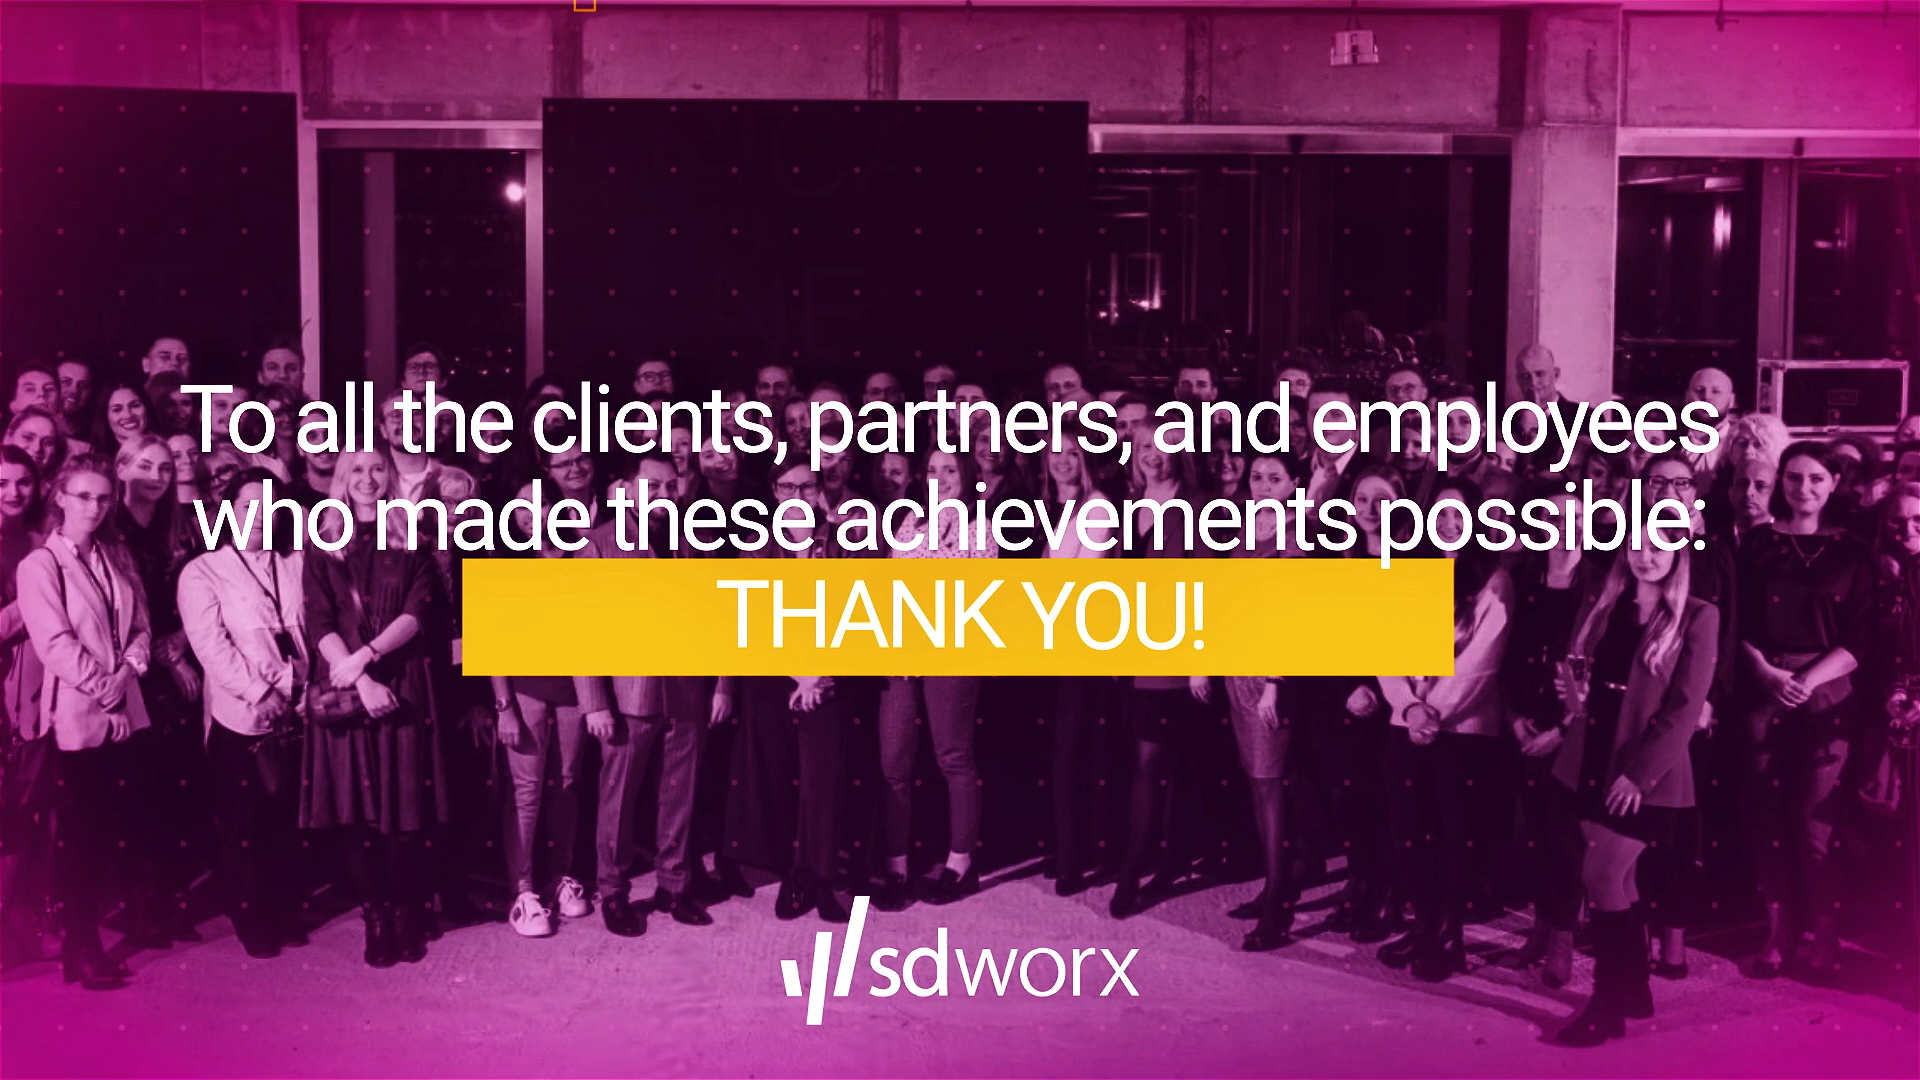 To all the clients, partners, and employees
who made these achievements possible:
THANK YOU!
sdworx